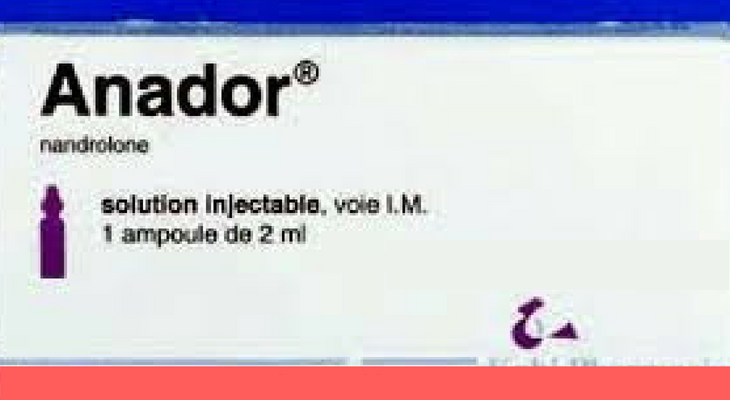 Anador®
nandrolone
solution injectable, voie I.M.
1 ampoule de 2 ml